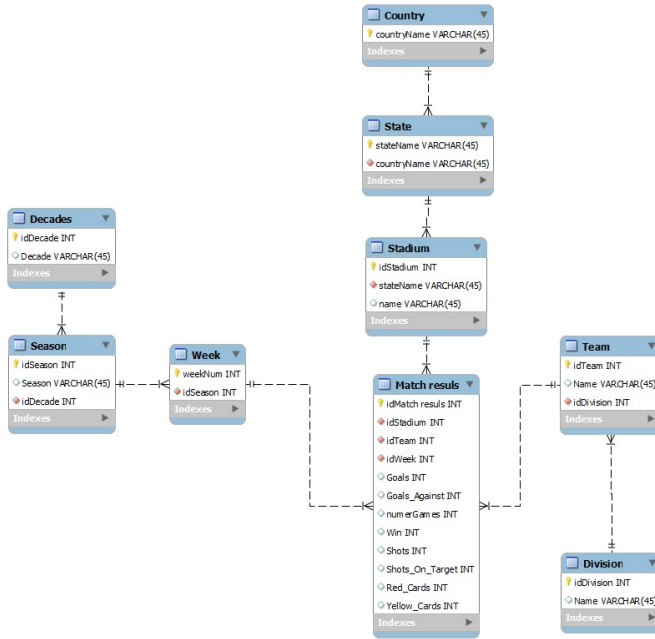 Country
countryName VARCHAR(45)
Indexes
State
stateName VARCHAR(45)
countryName VARCHAR(45)
Indexes
Decades
idDecade INT
Decade VARCHAR(45)
Indexes
Stadium
idStadium INT
stateName VARCHAR(45)
name VARCHAR(45)
Indexes
Season
idSeason INT
Season VARCHAR(45)
idDecade INT
Indexes
Week
weekNum INT
idSeason INT
Indexes
Match resuls
idMatch resuls INT
idStadium INT
idTeam INT
idWeek INT
Goals INT
Goals_Against INT
numerGames INT
Win INT
Shots INT
Shots_On_Target INT
Red_Cards INT
Yellow_Cards INT
Indexes
Team
idTeam INT
Name VARCHAR(45)
idDivision INT
Indexes
Division
idDivision INT
Name VARCHAR(45)
Indexes